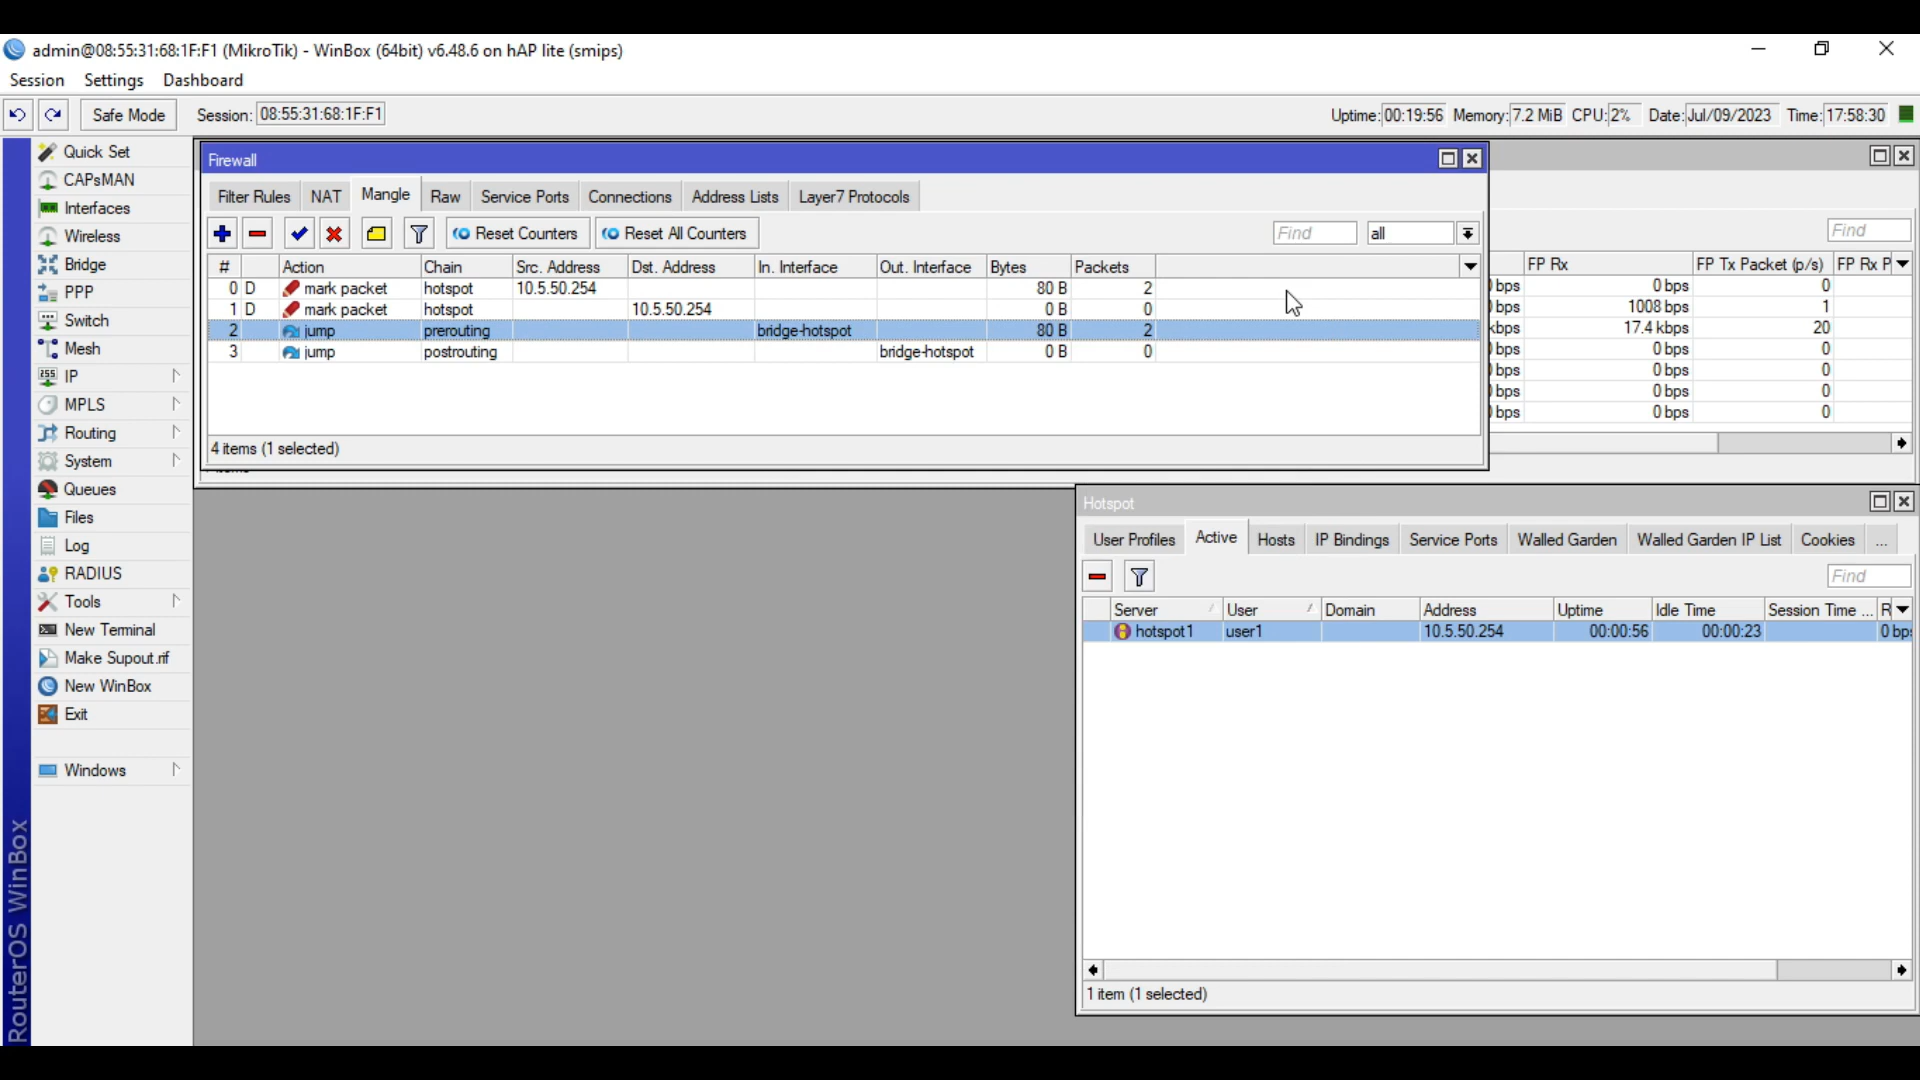 admin@08:55:31:68:1F:F1 (MikroTik) - WinBox (64bit) v6.48.6 on hAP lite (smips)
Session Settings Dashboard
Safe Mode Session: 08:55:31:68:1F:F1 Uptime: 00:19:56 Memory: 7.2 MiB CPU: 2% Date: Jul/09/2023 Time: 17:58:30
Quick Set
CAPsMAN
Interfaces
Wireless
Bridge
PPP
Switch
Mesh
IP
MPLS
Routing
System
Queues
Files
Log
RADIUS
Tools
New Terminal
Make Supout.rif
New WinBox
Exit
Windows
RouterOS WinBox
Firewall
Filter Rules NAT Mangle Raw Service Ports Connections Address Lists Layer7 Protocols
Reset Counters Reset All Counters Find all
# Action Chain Src. Address Dst. Address In. Interface Out. Interface Bytes Packets
0 D mark packet hotspot 10.5.50.254 80 B 2
1 D mark packet hotspot 10.5.50.254 0 B 0
2 jump prerouting bridge-hotspot 80 B 2
3 jump postrouting bridge-hotspot 0 B 0
4 items (1 selected)
Find
FP Rx FP Tx Packet (p/s) FP Rx P
bps 0 bps 0
bps 1008 bps 1
kbps 17.4 kbps 20
bps 0 bps 0
bps 0 bps 0
bps 0 bps 0
bps 0 bps 0
Hotspot
User Profiles Active Hosts IP Bindings Service Ports Walled Garden Walled Garden IP List Cookies ...
Find
Server User Domain Address Uptime Idle Time Session Time ... R
hotspot1 user1 10.5.50.254 00:00:56 00:00:23 0 bps
1 item (1 selected)